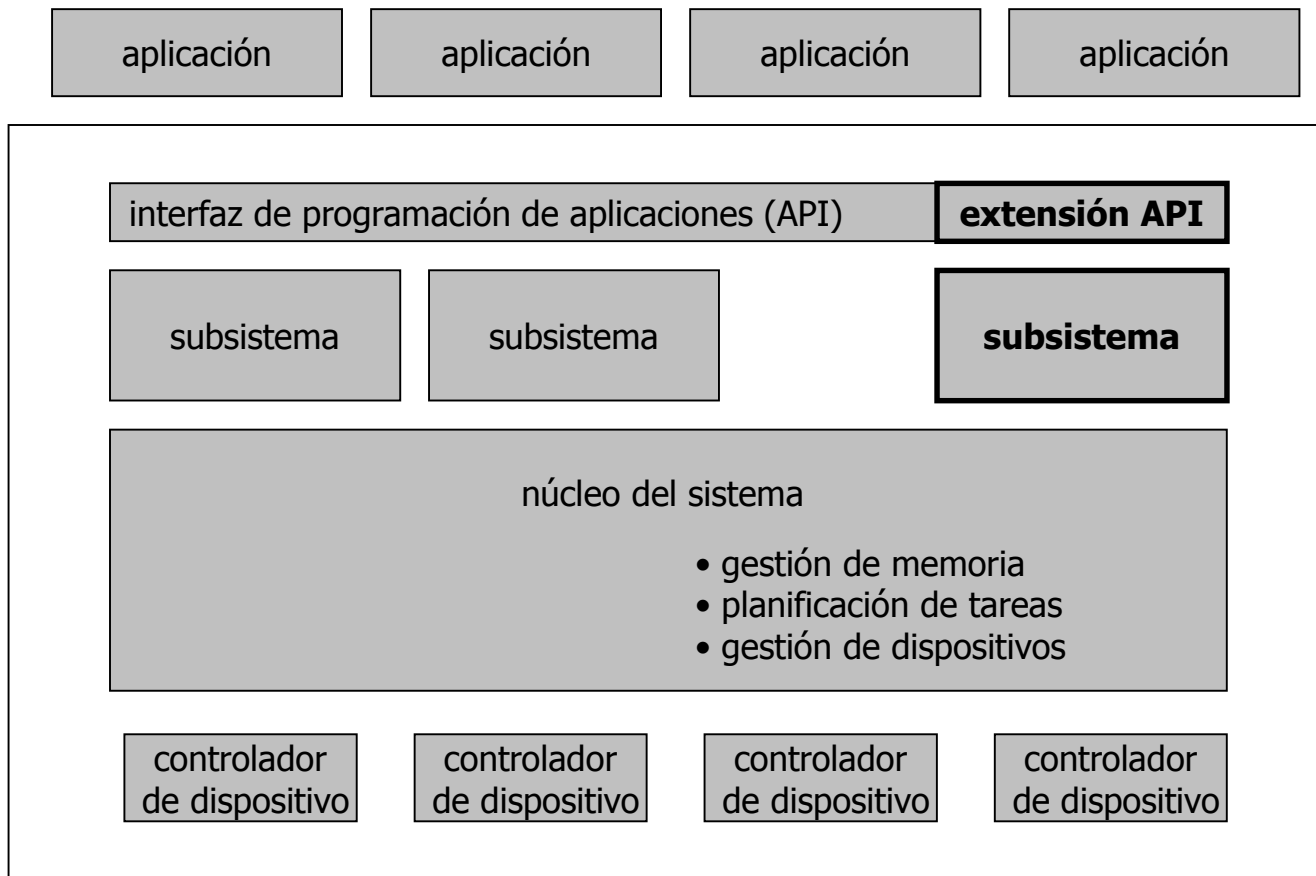 aplicación
aplicación
aplicación
aplicación
interfaz de programación de aplicaciones (API)
extensión API
subsistema
subsistema
subsistema
núcleo del sistema
• gestión de memoria
• planificación de tareas
• gestión de dispositivos
controlador
de dispositivo
controlador
de dispositivo
controlador
de dispositivo
controlador
de dispositivo